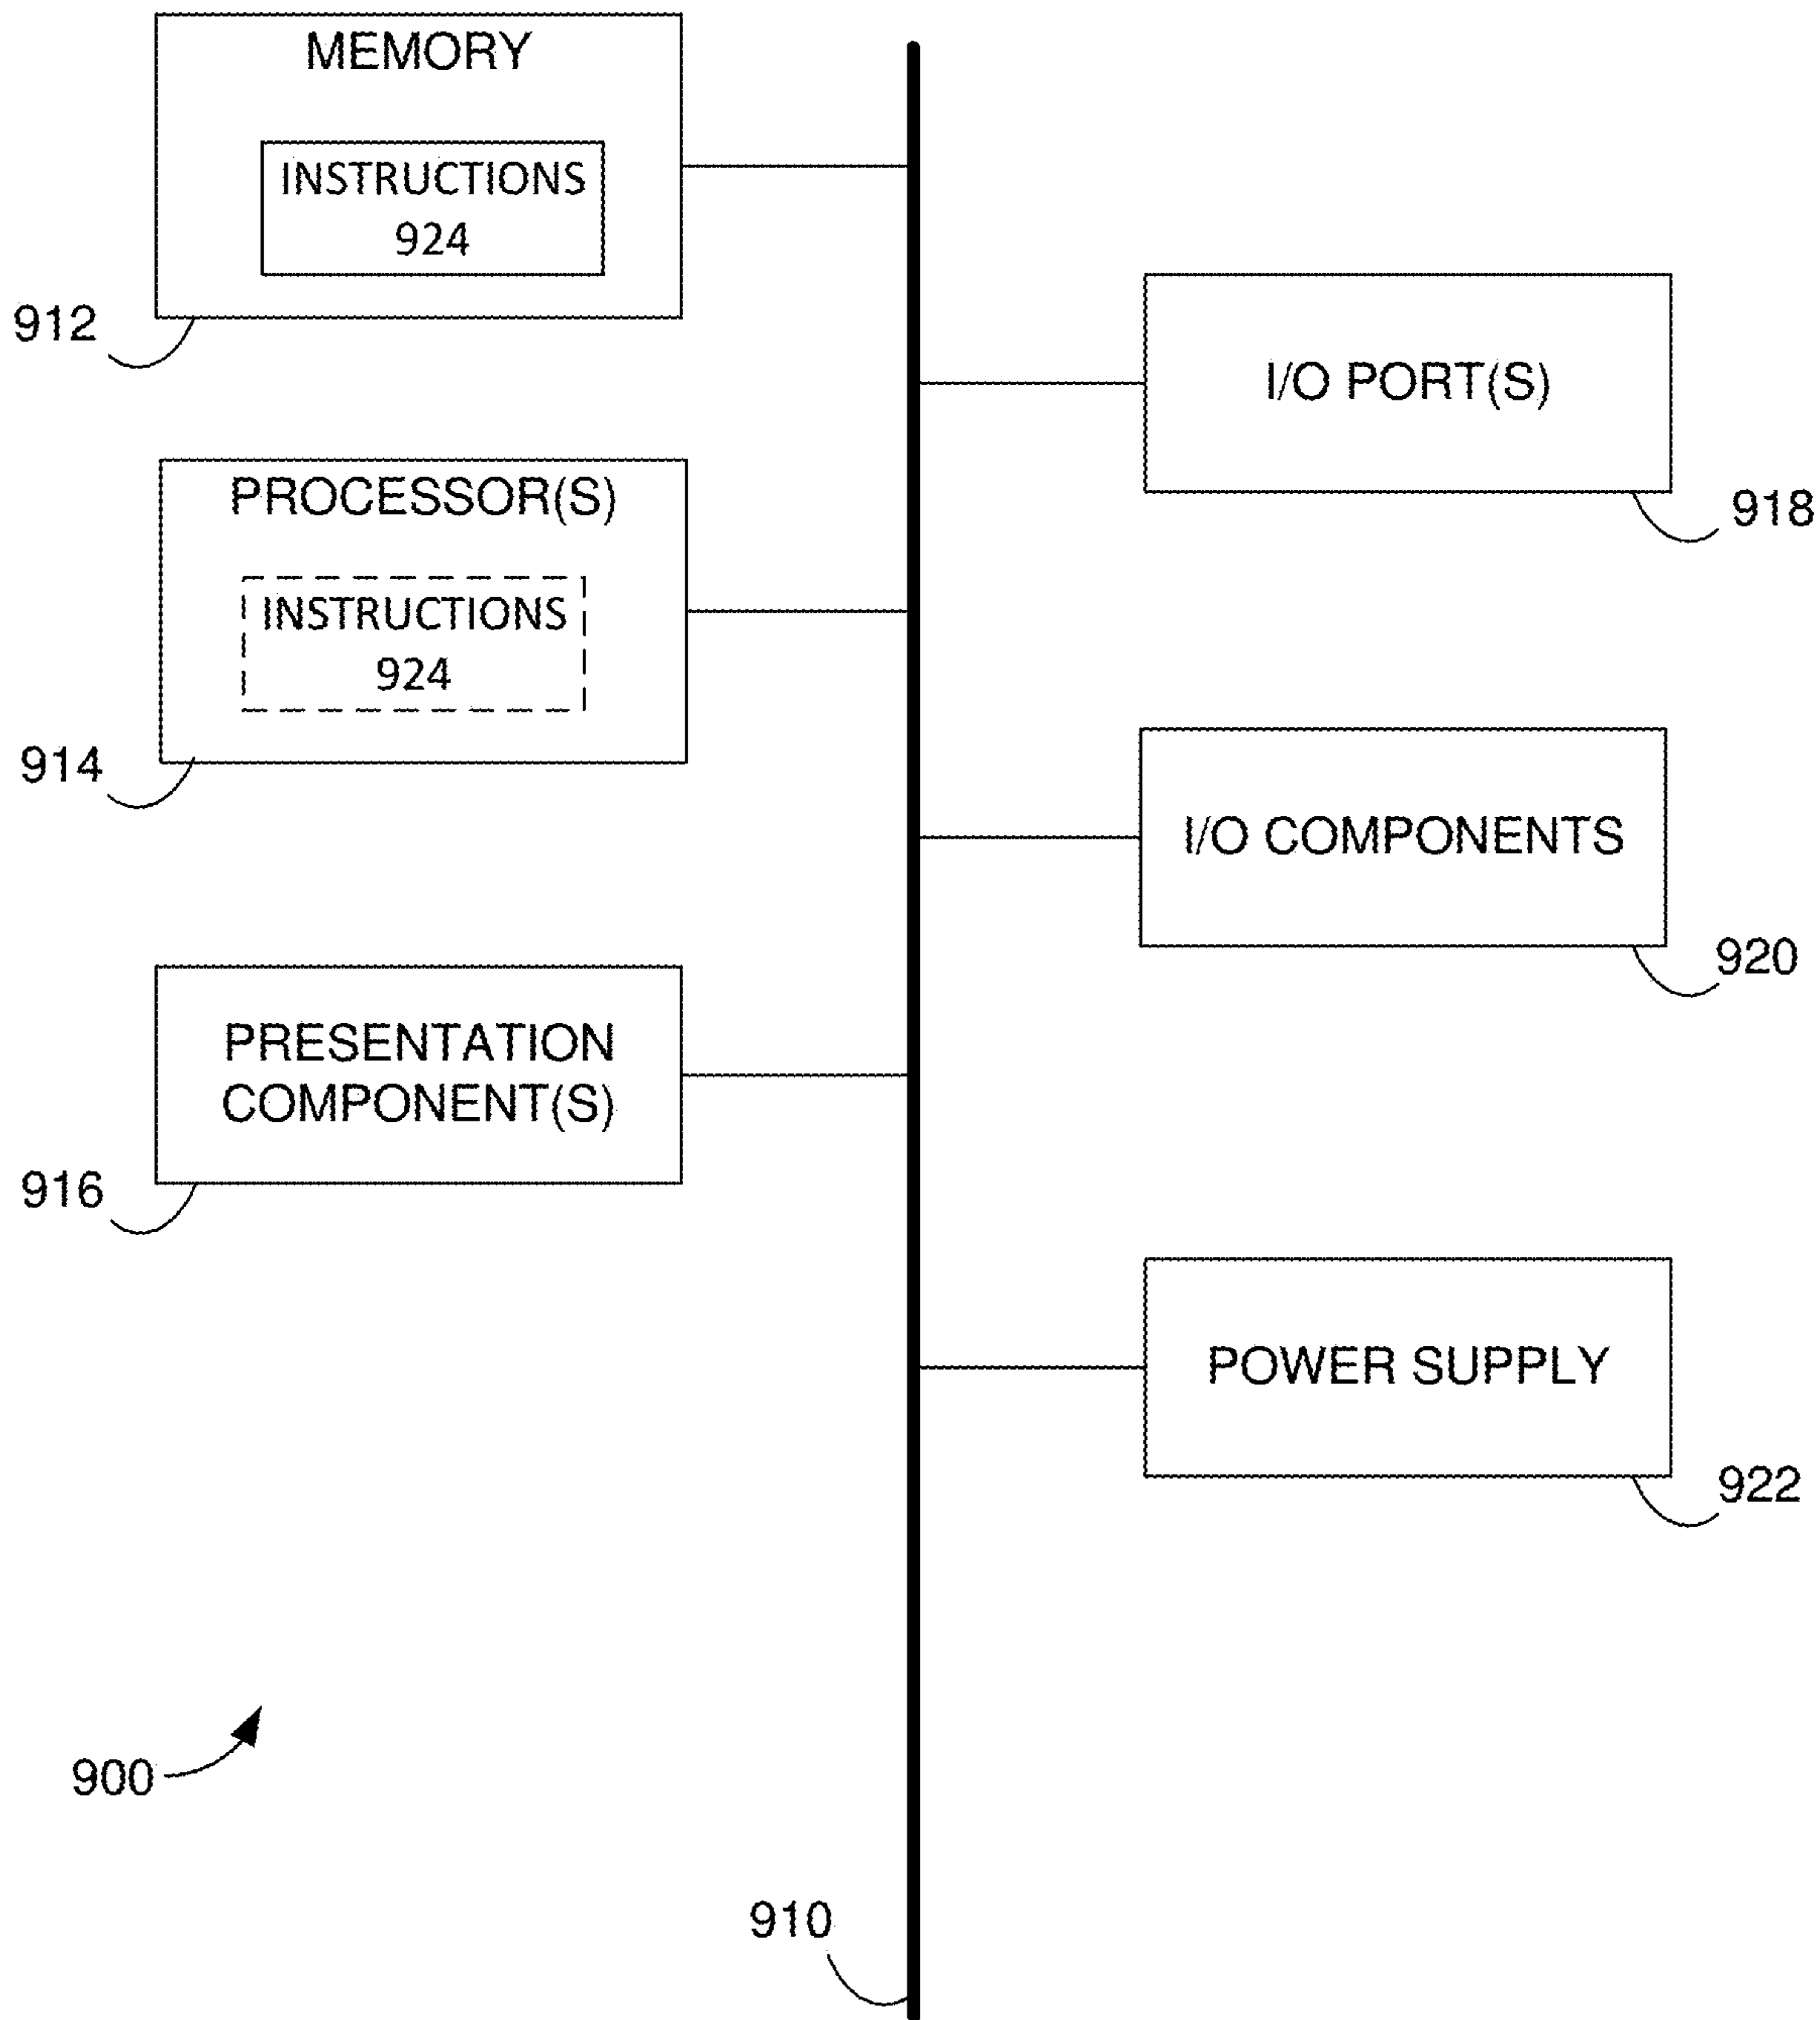 MEMORY
INSTRUCTIONS
924
912
I/O PORT(S)
918
PROCESSOR(S)
INSTRUCTIONS
924
914
I/O COMPONENTS
920
PRESENTATION
COMPONENT(S)
916
POWER SUPPLY
922
900
910